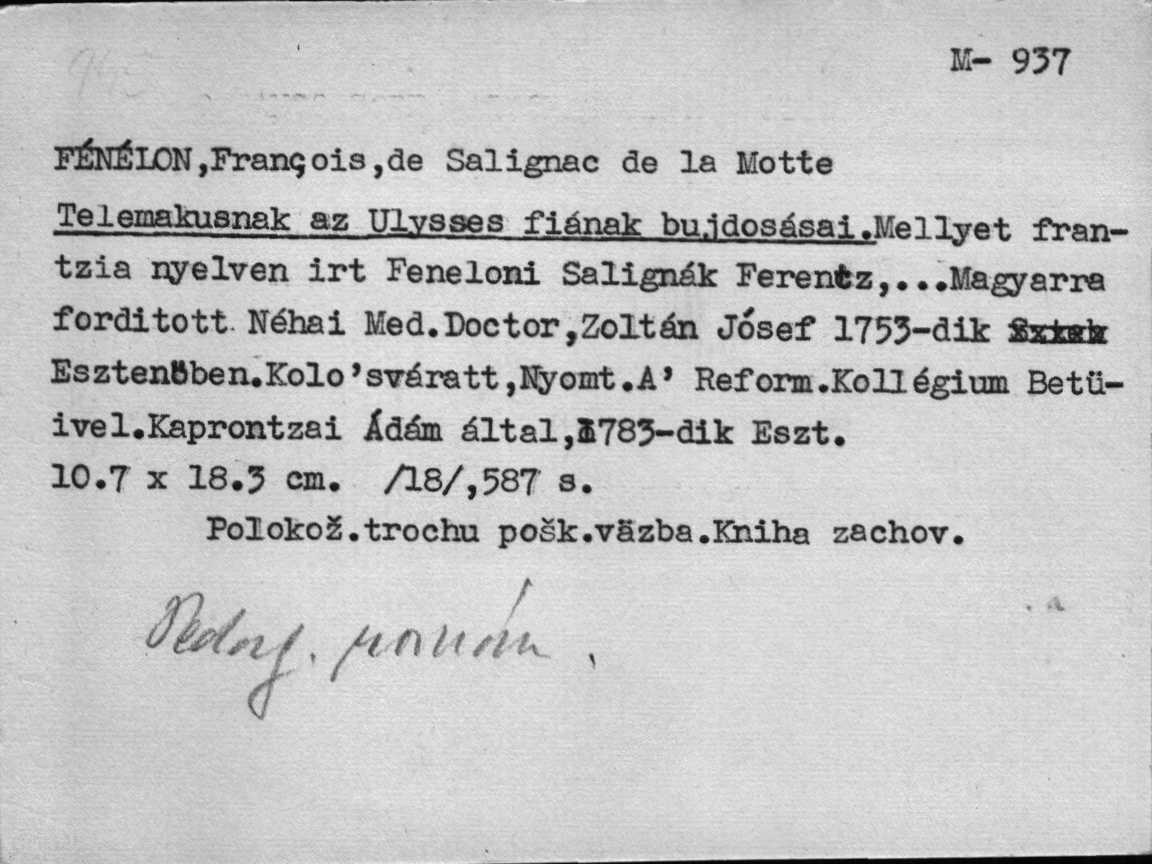 M- 937
FÉNÉLON,François,de Salignac de la Motte
Telemakusnak az Ulysses fiának bujdosásai.Mellyet fran-
tzia nyelven irt Feneloni Salignák Ferentz,...Magyarra
forditott Néhai Med.Doctor,Zoltán Jósef 1753-dik
Esztenöben.Kolo'sváratt,Nyomt.A' Reform.Kollégium Betü-
ivel.Kaprontzai Ádám által,1783-dik Eszt.
10.7 x 18.3 cm. /18/,587 s.
Polokož.trochu pošk.väzba.Kniha zachov.
Pedag. román.